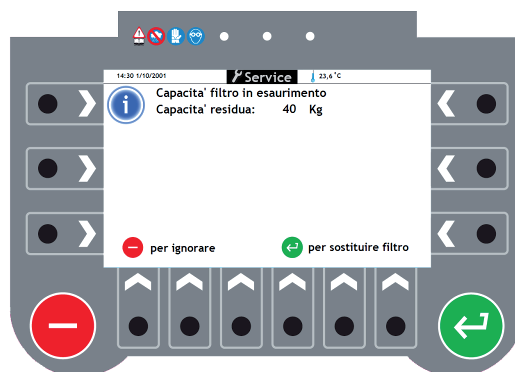 14:30 1/10/2001 Service 23,6 °C
Capacita' filtro in esaurimento
Capacita' residua: 40 Kg
per ignorare per sostituire filtro